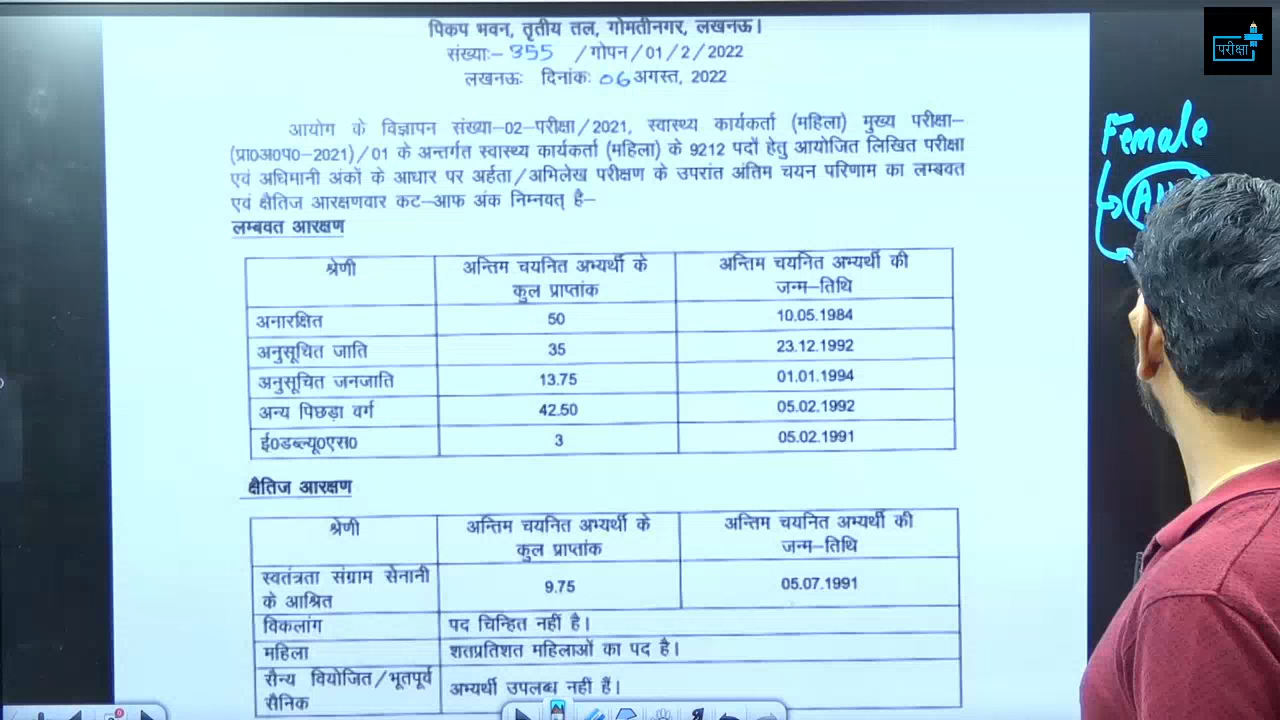 परीक्षा
पिकप भवन, तृतीय तल, गोमतीनगर, लखनऊ।
संख्याः- 355 /गोपन/01/2/2022
लखनऊः दिनांकः 06 अगस्त, 2022
आयोग के विज्ञापन संख्या-02-परीक्षा/2021, स्वास्थ्य कार्यकर्ता (महिला) मुख्य परीक्षा-
(प्रा0अ0प0-2021)/01 के अन्तर्गत स्वास्थ्य कार्यकर्ता (महिला) के 9212 पदों हेतु आयोजित लिखित परीक्षा
एवं अधिमानी अंकों के आधार पर अर्हता/अभिलेख परीक्षण के उपरांत अंतिम चयन परिणाम का लम्बवत
एवं क्षैतिज आरक्षणवार कट-आफ अंक निम्नवत् है-
लम्बवत आरक्षण
श्रेणी अन्तिम चयनित अभ्यर्थी के कुल प्राप्तांक अन्तिम चयनित अभ्यर्थी की जन्म-तिथि
अनारक्षित 50 10.05.1984
अनुसूचित जाति 35 23.12.1992
अनुसूचित जनजाति 13.75 01.01.1994
अन्य पिछड़ा वर्ग 42.50 05.02.1992
ई0डब्ल्यू0एस0 3 05.02.1991
क्षैतिज आरक्षण
श्रेणी अन्तिम चयनित अभ्यर्थी के कुल प्राप्तांक अन्तिम चयनित अभ्यर्थी की जन्म-तिथि
स्वतंत्रता संग्राम सेनानी के आश्रित 9.75 05.07.1991
विकलांग पद चिन्हित नहीं है।
महिला शतप्रतिशत महिलाओं का पद है।
सैन्य वियोजित/भूतपूर्व सैनिक अभ्यर्थी उपलब्ध नहीं हैं।
Female